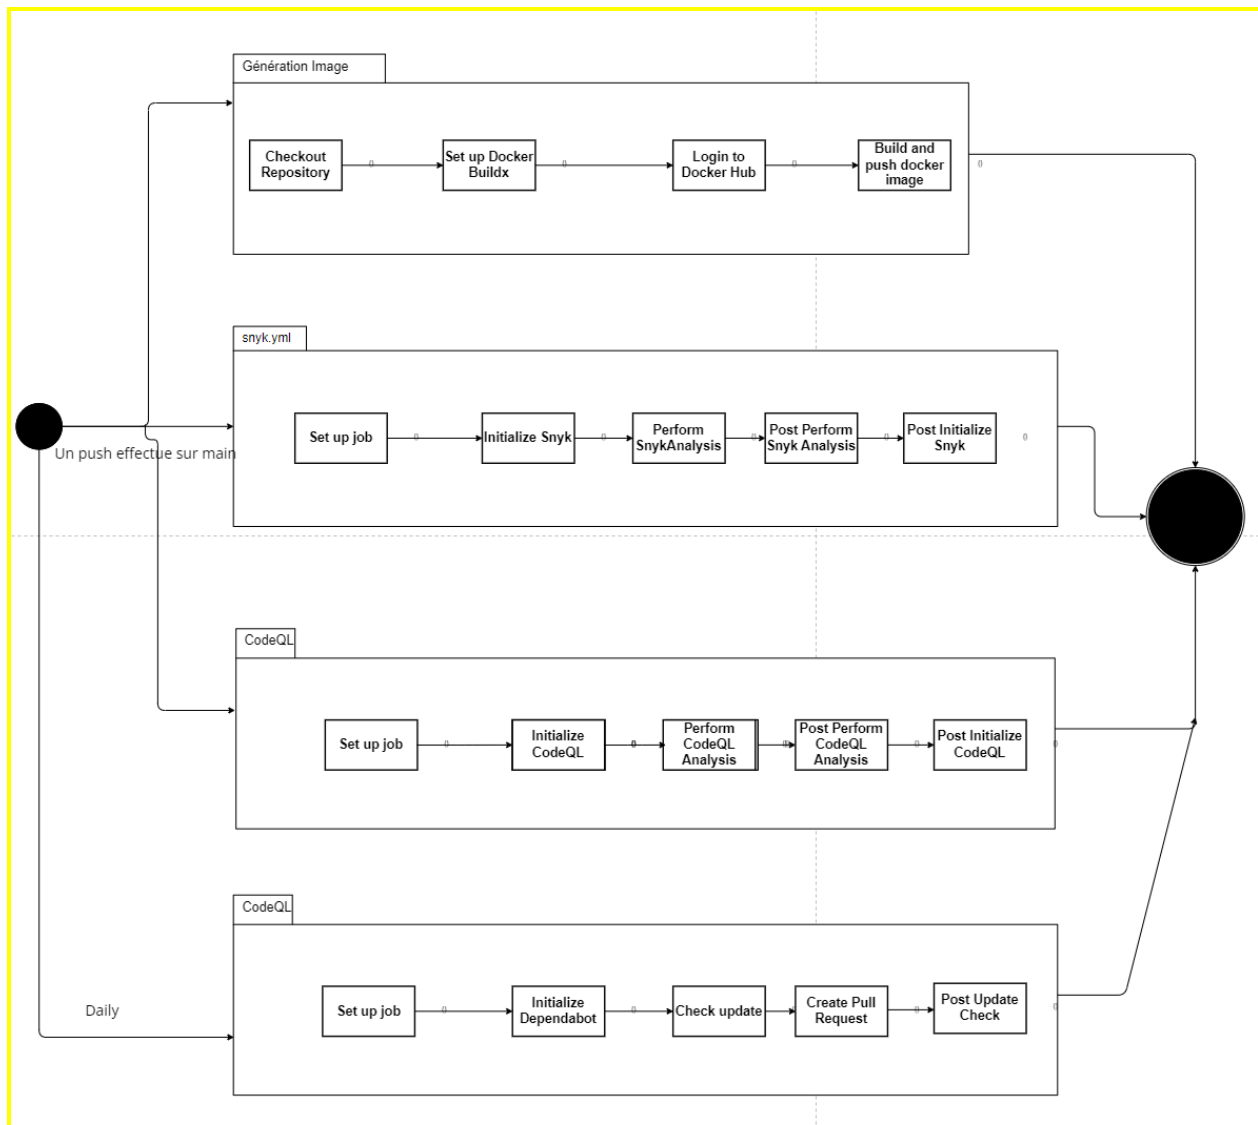 Génération Image
Checkout
Repository
Set up Docker
Buildx
Login to
Docker Hub
Build and
push docker
image
snyk.yml
Set up job
Initialize Snyk
Perform
SnykAnalysis
Post Perform
Snyk Analysis
Post Initialize
Snyk
Un push effectue sur main
CodeQL
Set up job
Initialize
CodeQL
Perform
CodeQL
Analysis
Post Perform
CodeQL
Analysis
Post Initialize
CodeQL
CodeQL
Set up job
Initialize
Dependabot
Check update
Create Pull
Request
Post Update
Check
Daily